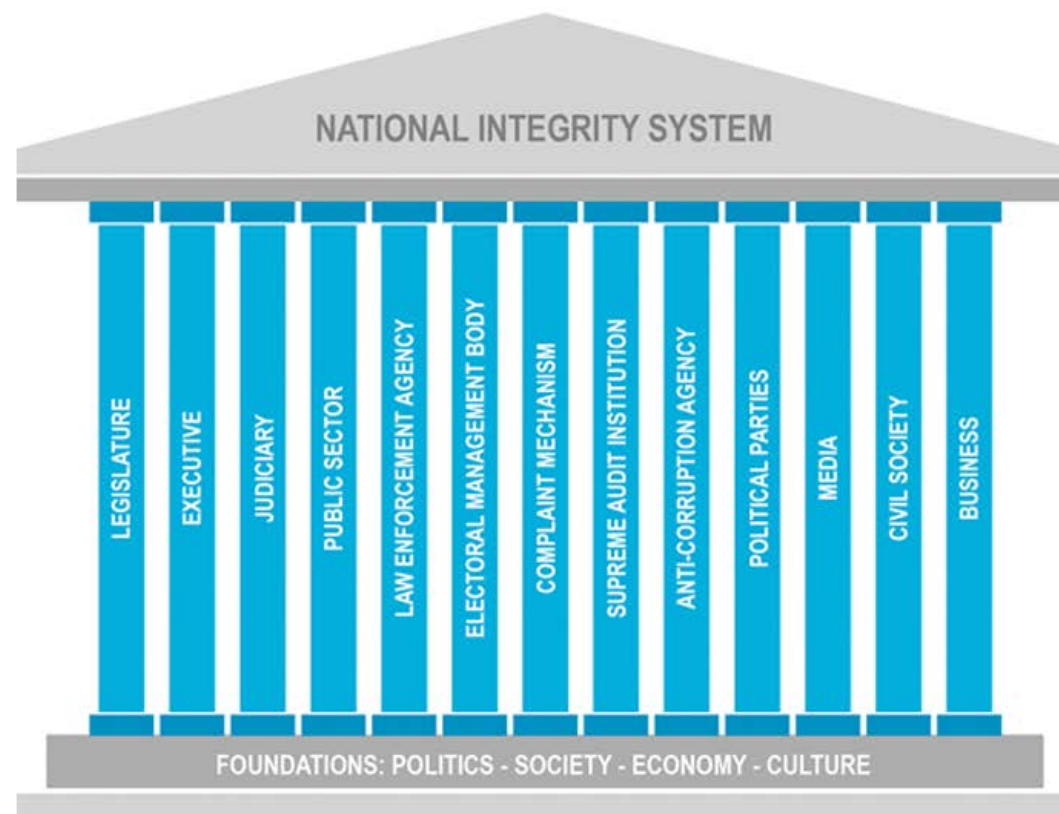 NATIONAL INTEGRITY SYSTEM
LEGISLATURE
EXECUTIVE
JUDICIARY
PUBLIC SECTOR
LAW ENFORCEMENT AGENCY
ELECTORAL MANAGEMENT BODY
COMPLAINT MECHANISM
SUPREME AUDIT INSTITUTION
ANTI-CORRUPTION AGENCY
POLITICAL PARTIES
MEDIA
CIVIL SOCIETY
BUSINESS
FOUNDATIONS: POLITICS - SOCIETY - ECONOMY - CULTURE